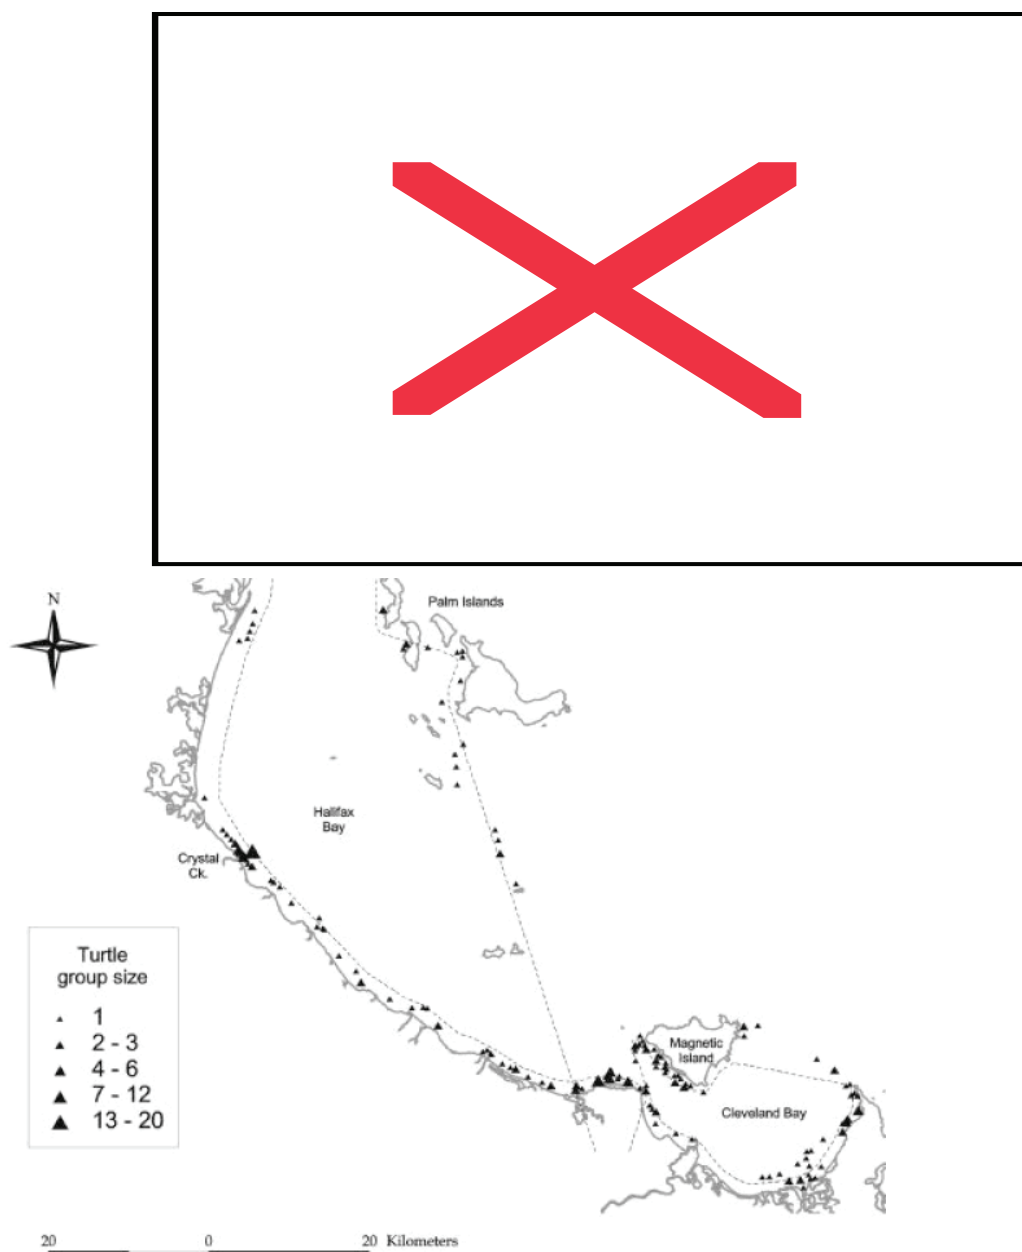 N
Palm Islands
Halifax
Bay
Crystal
Ck.
Turtle
group size
1
2 - 3
4 - 6
7 - 12
13 - 20
Magnetic
Island
Cleveland Bay
20 0 20 Kilometers